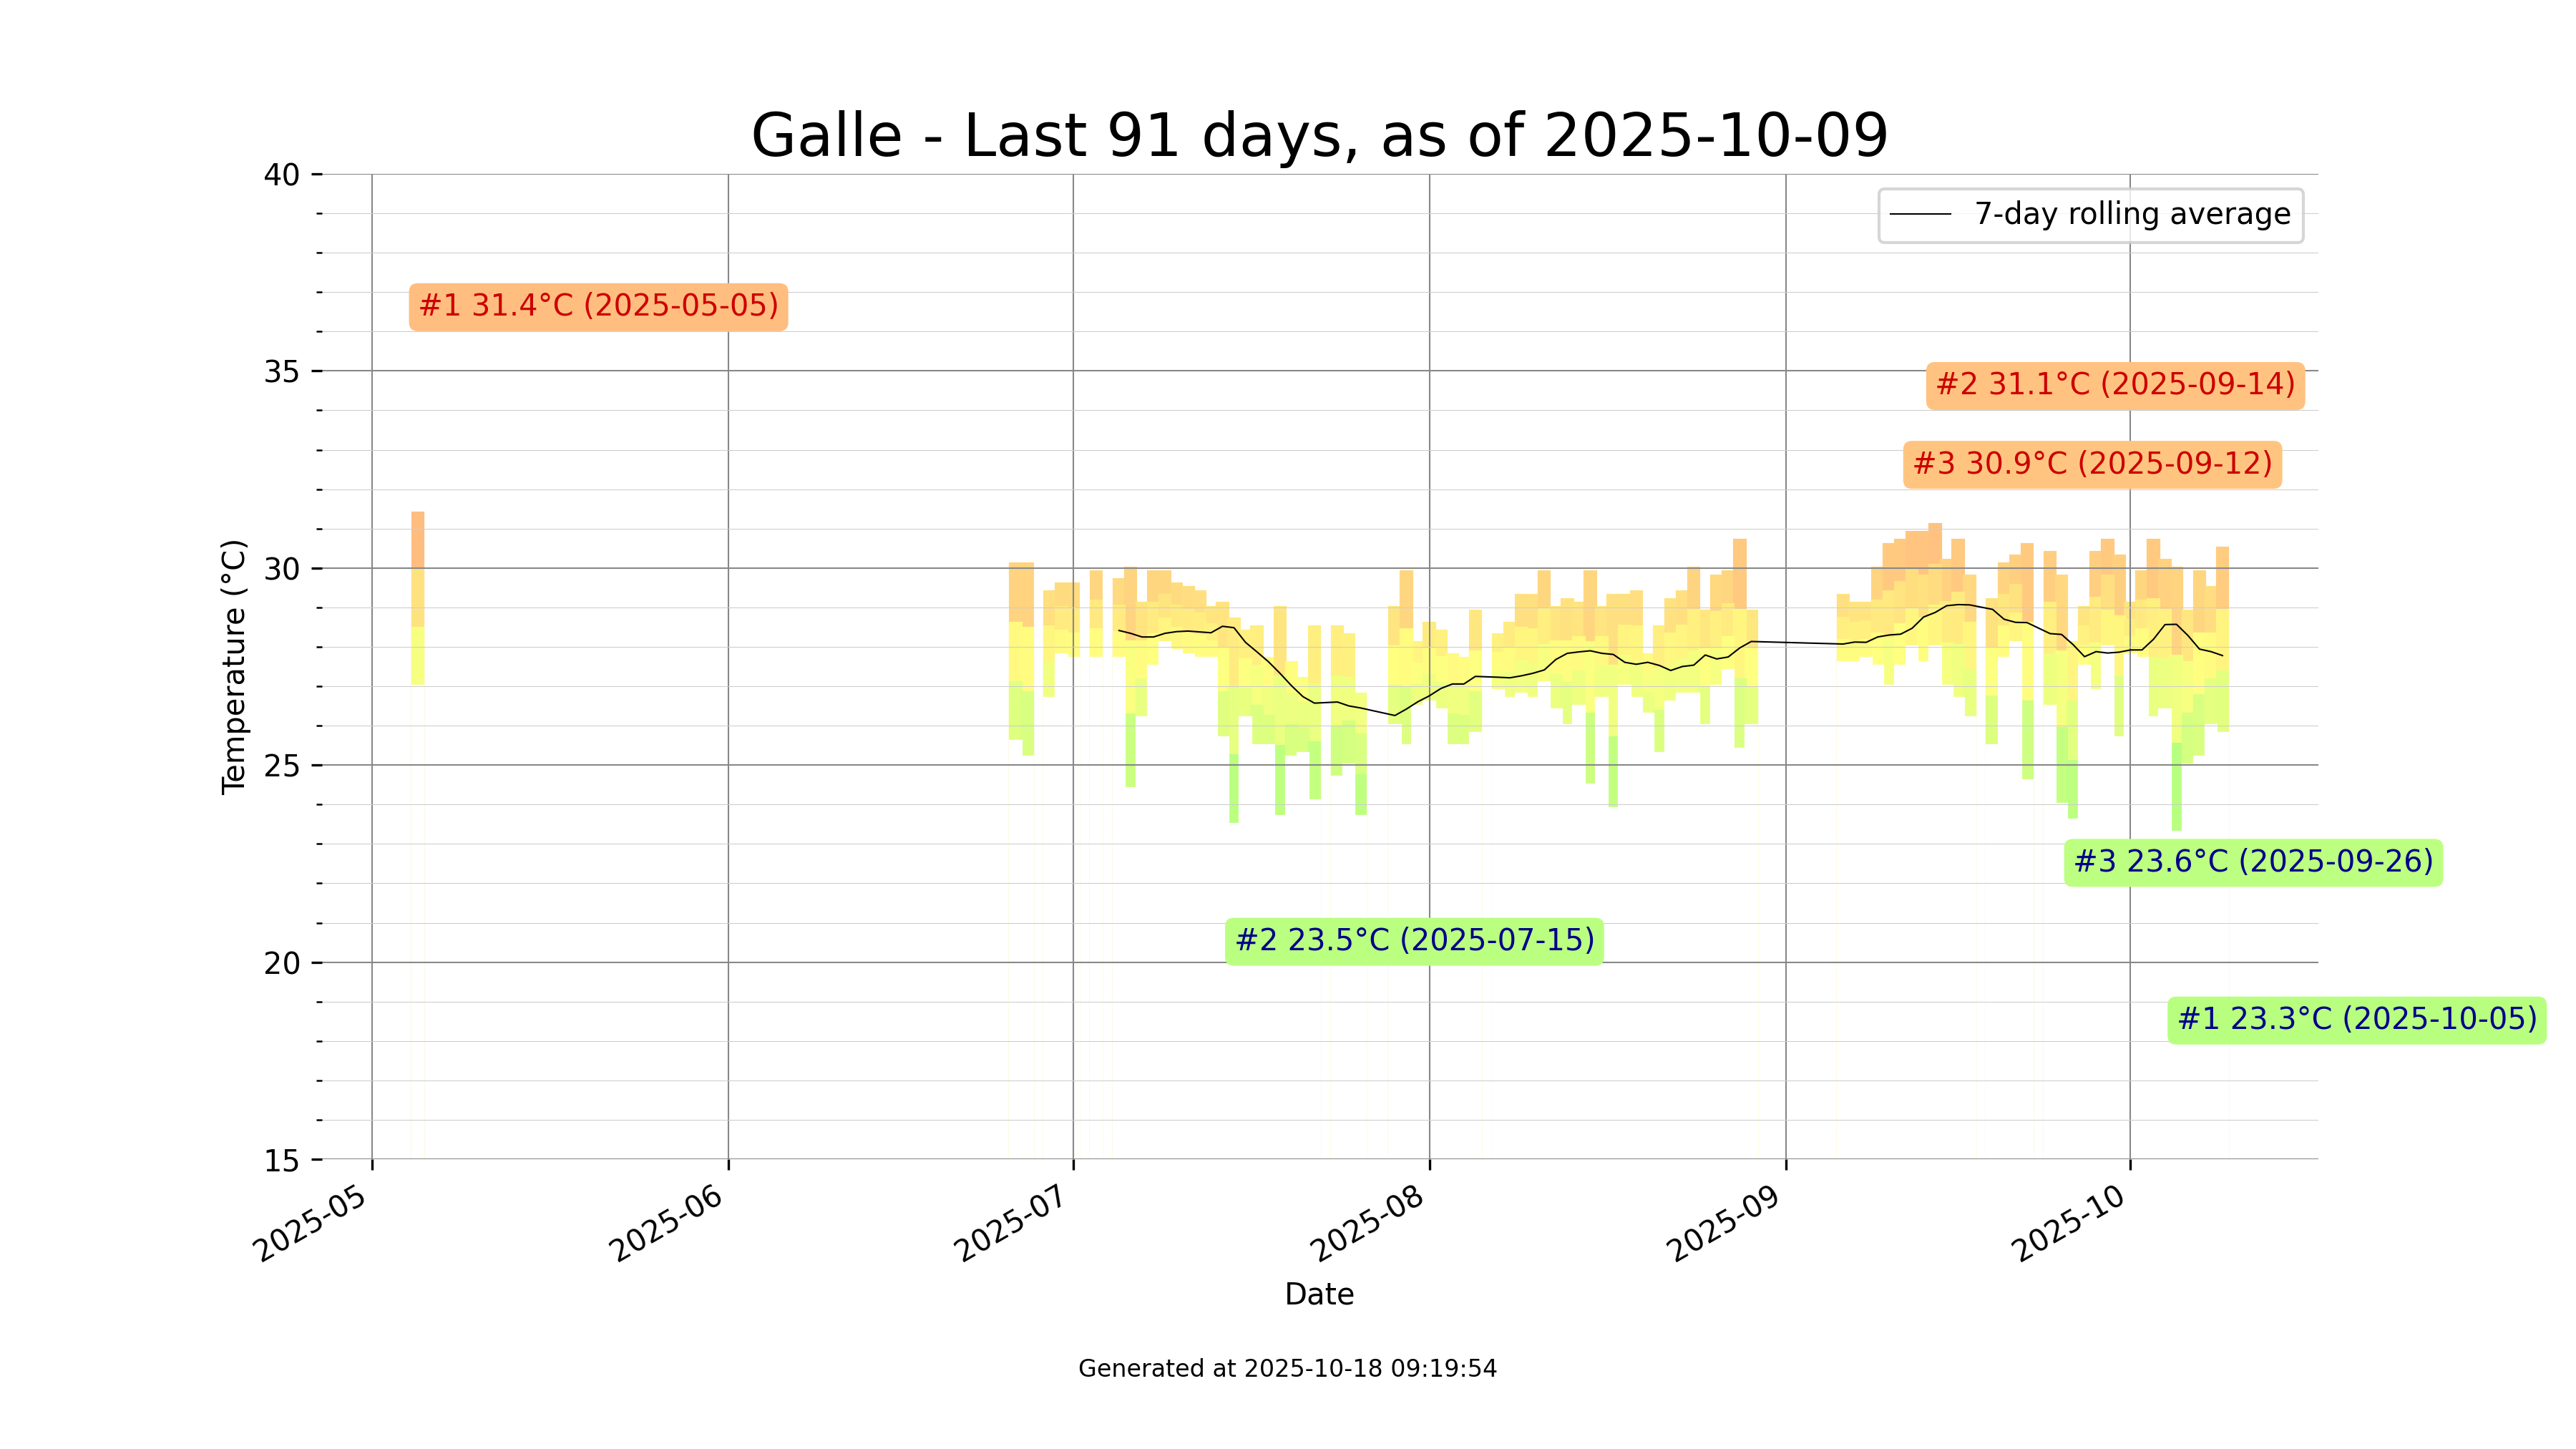 Galle - Last 91 days, as of 2025-10-09
7-day rolling average
#1 31.4°C (2025-05-05)
#2 31.1°C (2025-09-14)
#3 30.9°C (2025-09-12)
#3 23.6°C (2025-09-26)
#2 23.5°C (2025-07-15)
#1 23.3°C (2025-10-05)
Temperature (°C)
40
35
30
25
20
15
2025-05
2025-06
2025-07
2025-08
2025-09
2025-10
Date
Generated at 2025-10-18 09:19:54